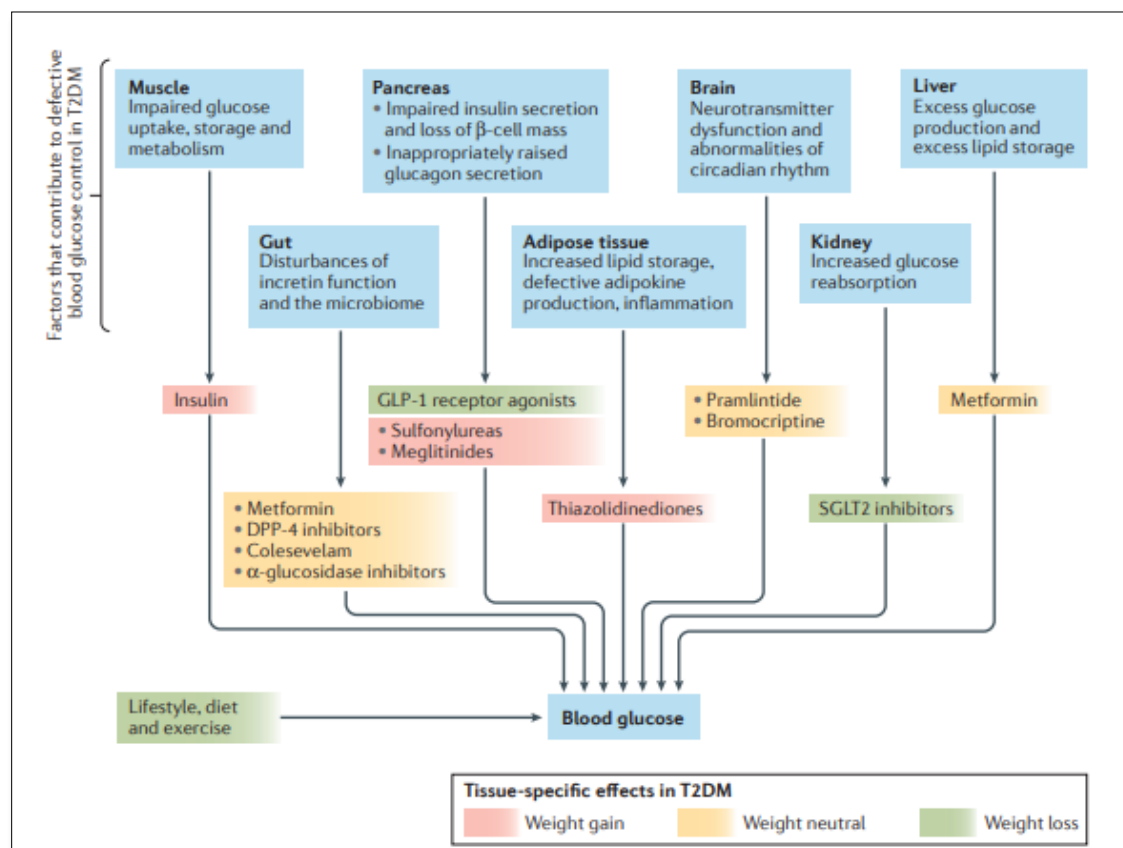 Factors that contribute to defective
blood glucose control in T2DM
Muscle
Impaired glucose
uptake, storage and
metabolism
Pancreas
• Impaired insulin secretion
and loss of β-cell mass
• Inappropriately raised
glucagon secretion
Brain
Neurotransmitter
dysfunction and
abnormalities of
circadian rhythm
Liver
Excess glucose
production and
excess lipid storage
Gut
Disturbances of
incretin function
and the microbiome
Adipose tissue
Increased lipid storage,
defective adipokine
production, inflammation
Kidney
Increased glucose
reabsorption
Insulin
GLP-1 receptor agonists
• Sulfonylureas
• Meglitinides
• Pramlintide
• Bromocriptine
Metformin
• Metformin
• DPP-4 inhibitors
• Colesevelam
• α-glucosidase inhibitors
Thiazolidinediones
SGLT2 inhibitors
Lifestyle, diet
and exercise
Blood glucose
Tissue-specific effects in T2DM
Weight gain
Weight neutral
Weight loss